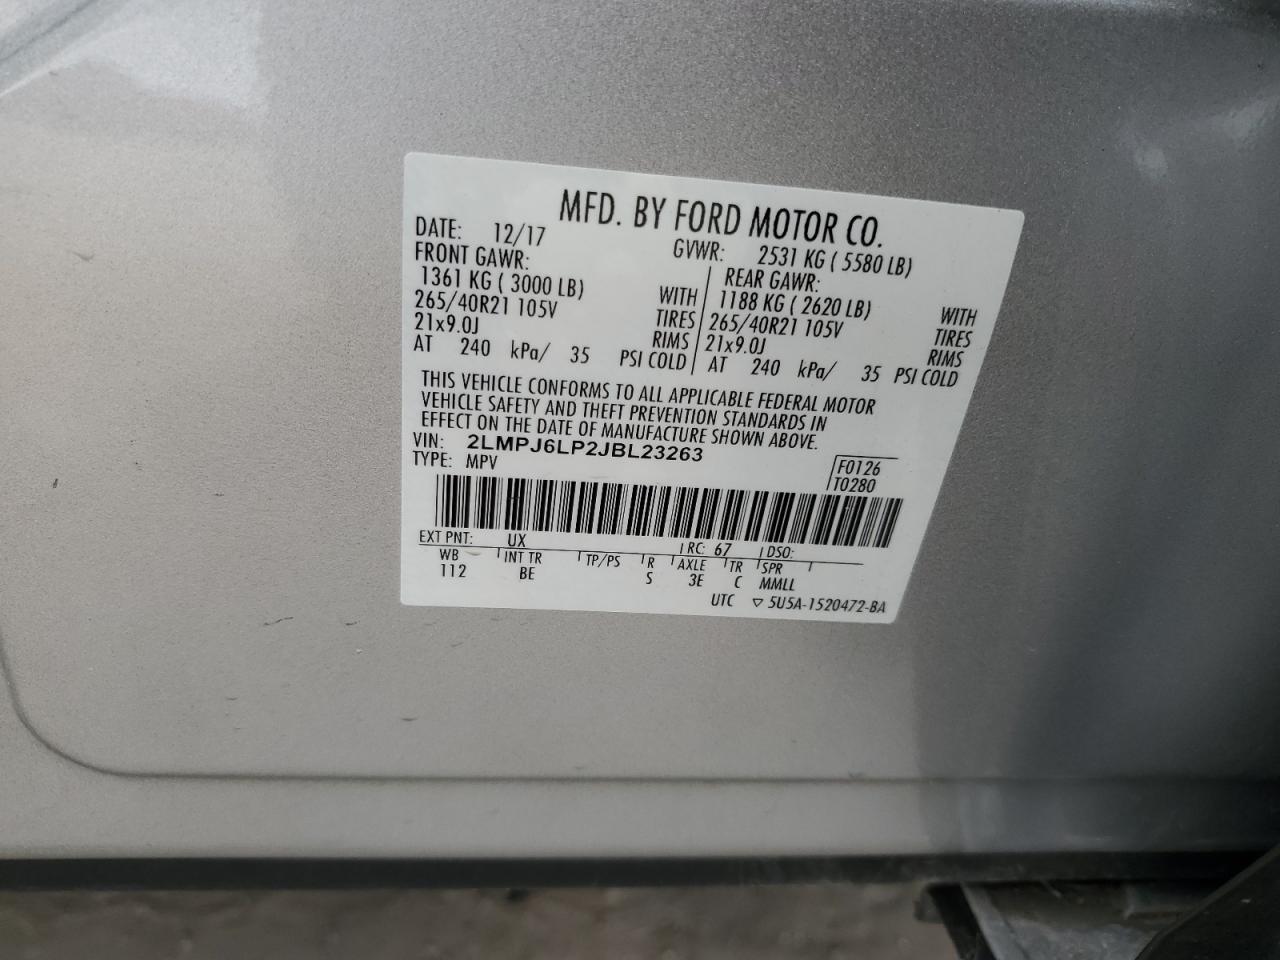 MFD. BY FORD MOTOR CO.
DATE: 12/17 GVWR: 2531 KG ( 5580 LB)
FRONT GAWR: REAR GAWR:
1361 KG ( 3000 LB) WITH 1188 KG ( 2620 LB) WITH
265/40R21 105V TIRES 265/40R21 105V TIRES
21x9.0J RIMS 21x9.0J RIMS
AT 240 kPa/ 35 PSI COLD AT 240 kPa/ 35 PSI COLD
THIS VEHICLE CONFORMS TO ALL APPLICABLE FEDERAL MOTOR
VEHICLE SAFETY AND THEFT PREVENTION STANDARDS IN
EFFECT ON THE DATE OF MANUFACTURE SHOWN ABOVE.
VIN: 2LMPJ6LP2JBL23263
TYPE: MPV F0126
T0280
EXT PNT: UX RC: 67 DSO:
WB INT TR TP/PS R AXLE TR SPR
112 BE S 3E C MMLL
UTC ▽ 5U5A-1520472-BA